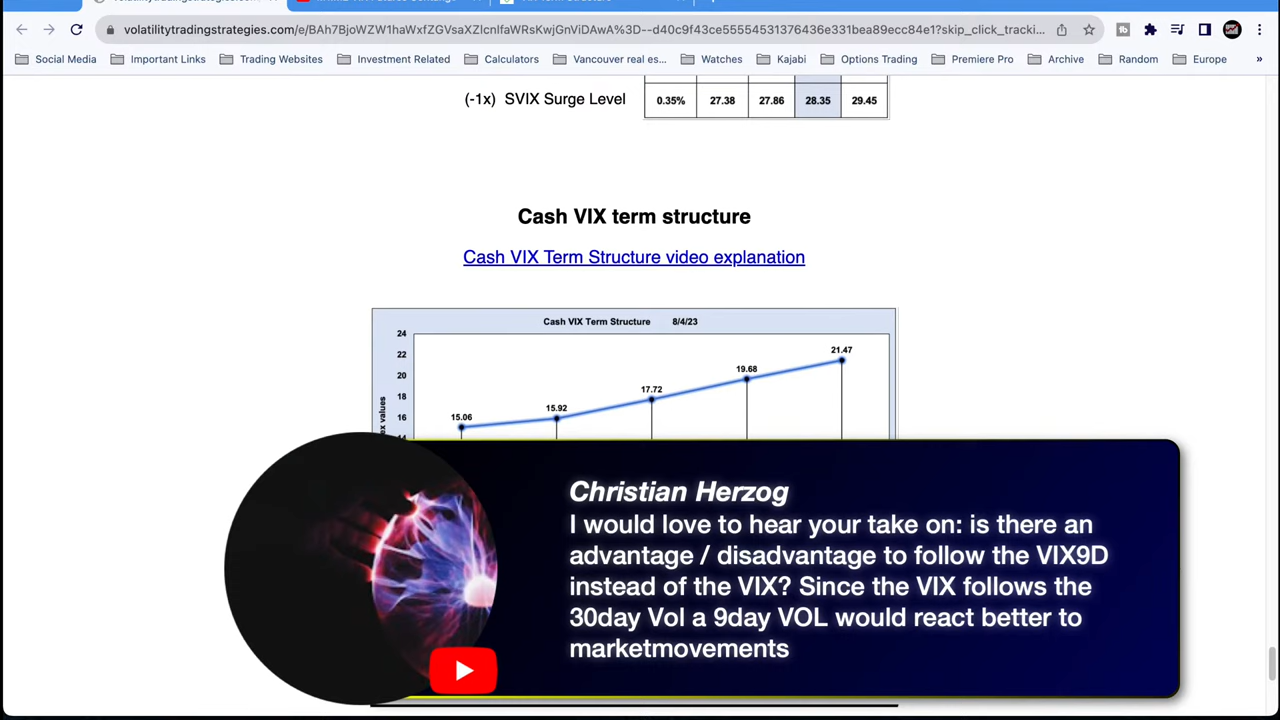 volatilitytradingstrategies.com/e/BAh7BjoWZW1haWxfZGVsaXZlcnlfaWRsKwjGnViDAwA%3D--d40c9f43ce55554531376436e331bea89ecc84e1?skip_click_tracki...
Social Media Important Links Trading Websites Investment Related Calculators Vancouver real es... Watches Kajabi Options Trading Premiere Pro Archive Random Europe »
(-1x) SVIX Surge Level 0.35% 27.38 27.86 28.35 29.45
Cash VIX term structure
Cash VIX Term Structure video explanation
Cash VIX Term Structure 8/4/23
24
22
20
18
16
21.47
19.68
17.72
15.92
15.06
Christian Herzog
I would love to hear your take on: is there an
advantage / disadvantage to follow the VIX9D
instead of the VIX? Since the VIX follows the
30day Vol a 9day VOL would react better to
marketmovements